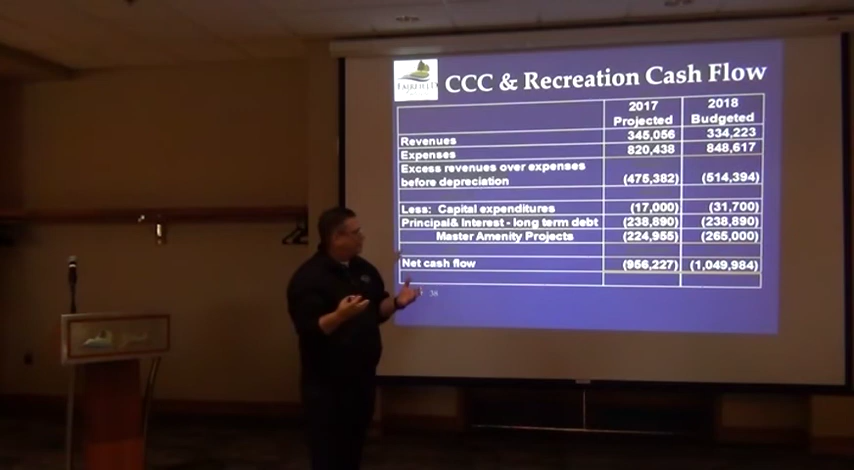 FAIRFIELD
CCC & Recreation Cash Flow
2017 Projected 2018 Budgeted
Revenues 345,056 334,223
Expenses 820,438 848,617
Excess revenues over expenses
before depreciation (475,382) (514,394)
Less: Capital expenditures (17,000) (31,700)
Principal& Interest - long term debt (238,890) (238,890)
Master Amenity Projects (224,955) (265,000)
Net cash flow (956,227) (1,049,984)
36